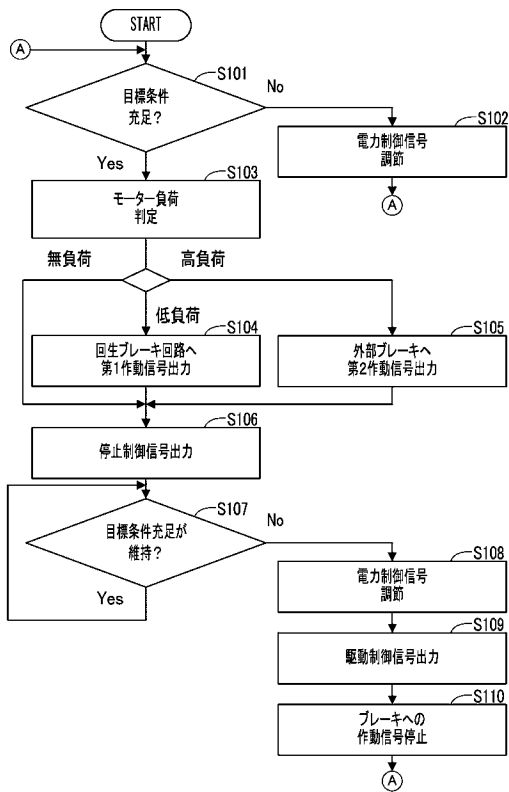 START
A
S101
目標条件
充足？
No
Yes
S102
電力制御信号
調節
A
S103
モーター負荷
判定
無負荷
高負荷
低負荷
S104
回生ブレーキ回路へ
第1作動信号出力
S105
外部ブレーキへ
第2作動信号出力
S106
停止制御信号出力
S107
目標条件充足が
維持？
No
Yes
S108
電力制御信号
調節
S109
駆動制御信号出力
S110
ブレーキへの
作動信号停止
A